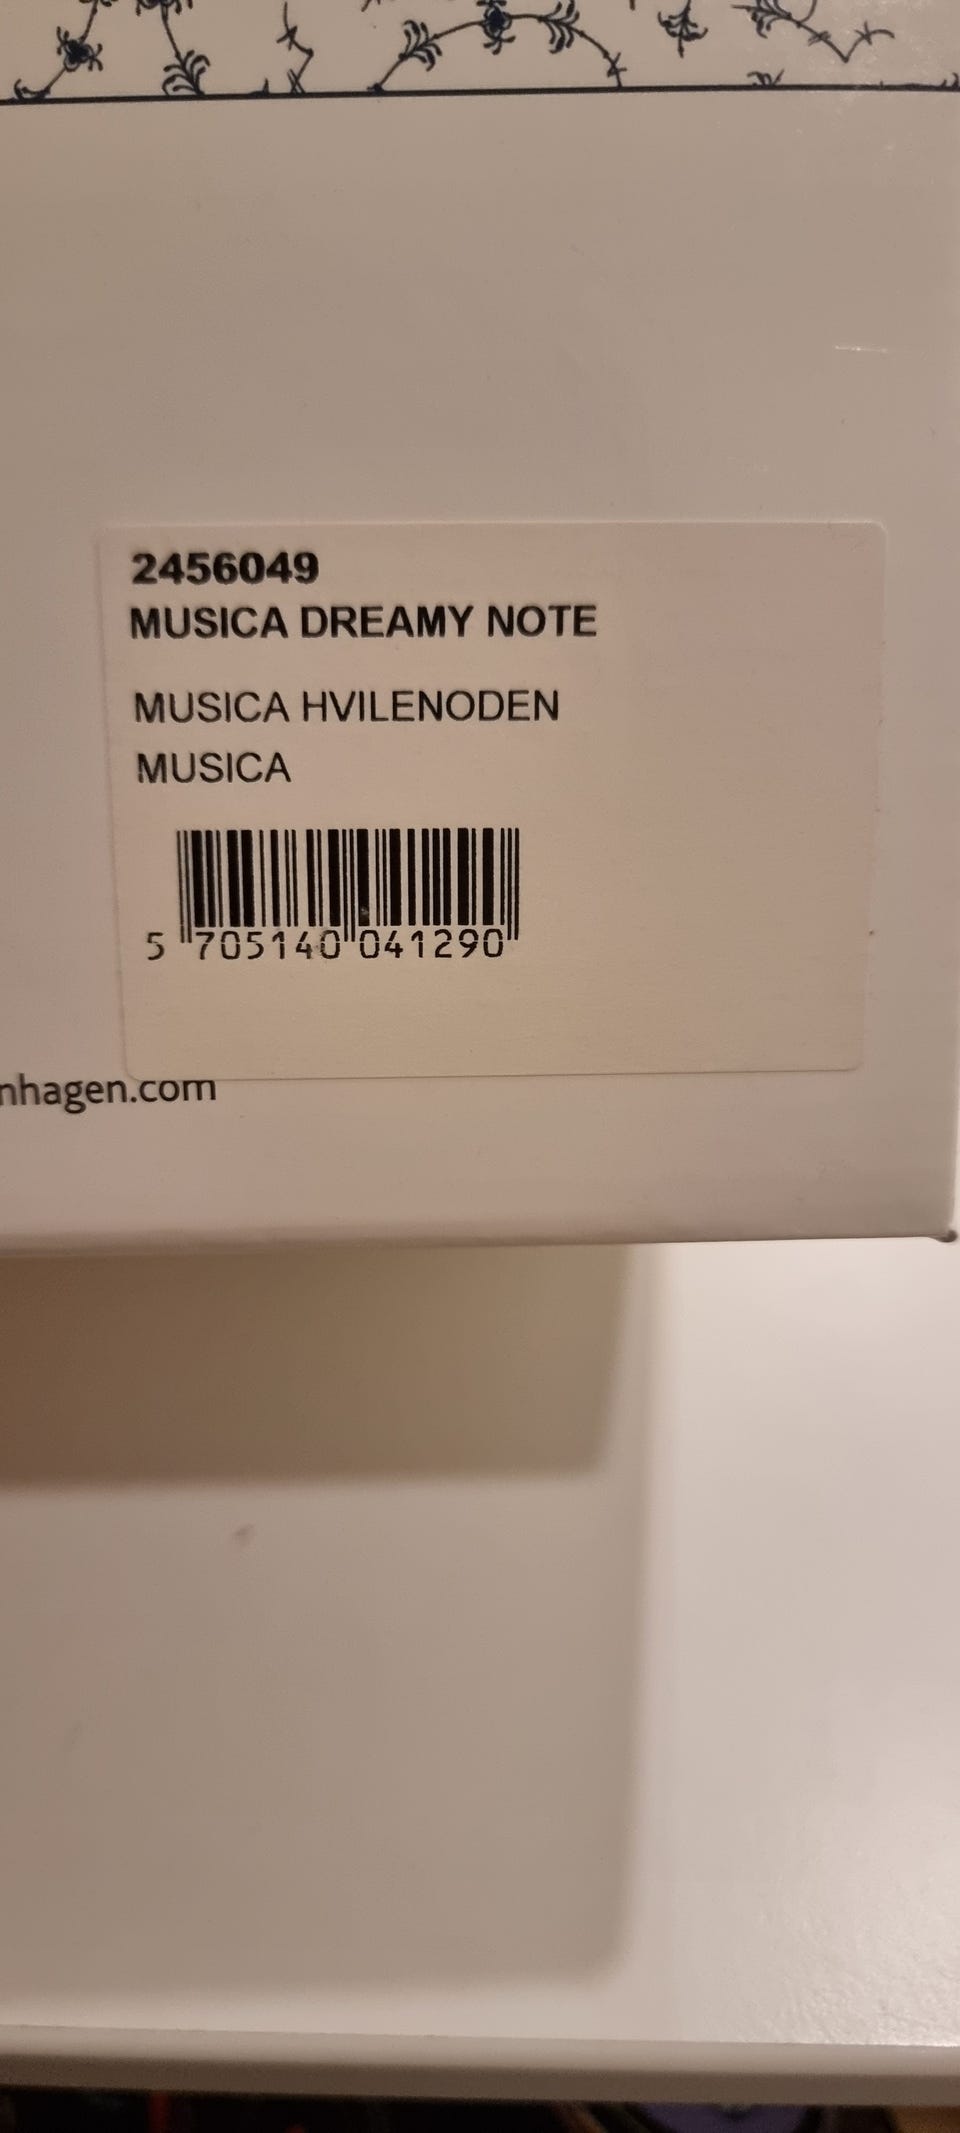 2456049
MUSICA DREAMY NOTE
MUSICA HVILENODEN
MUSICA
5 705140 041290
nhagen.com